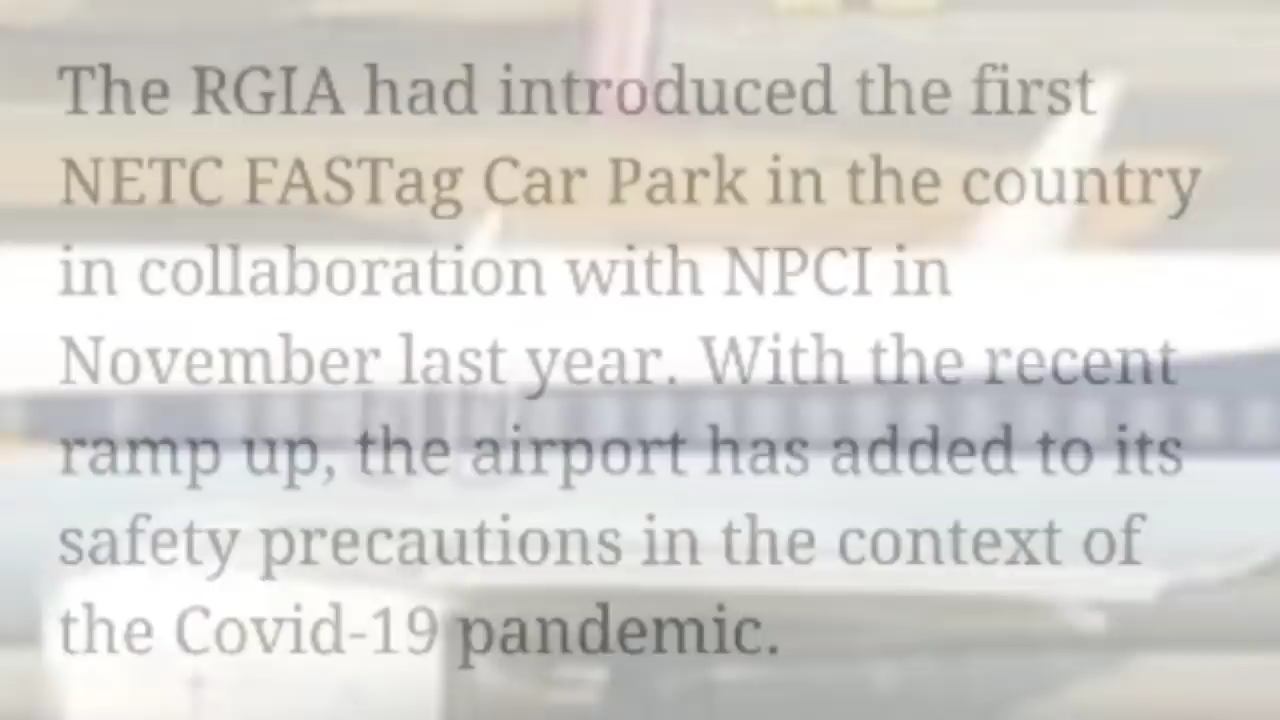 The RGIA had introduced the first
NETC FASTag Car Park in the country
in collaboration with NPCI in
November last year. With the recent
ramp up, the airport has added to its
safety precautions in the context of
the Covid-19 pandemic.